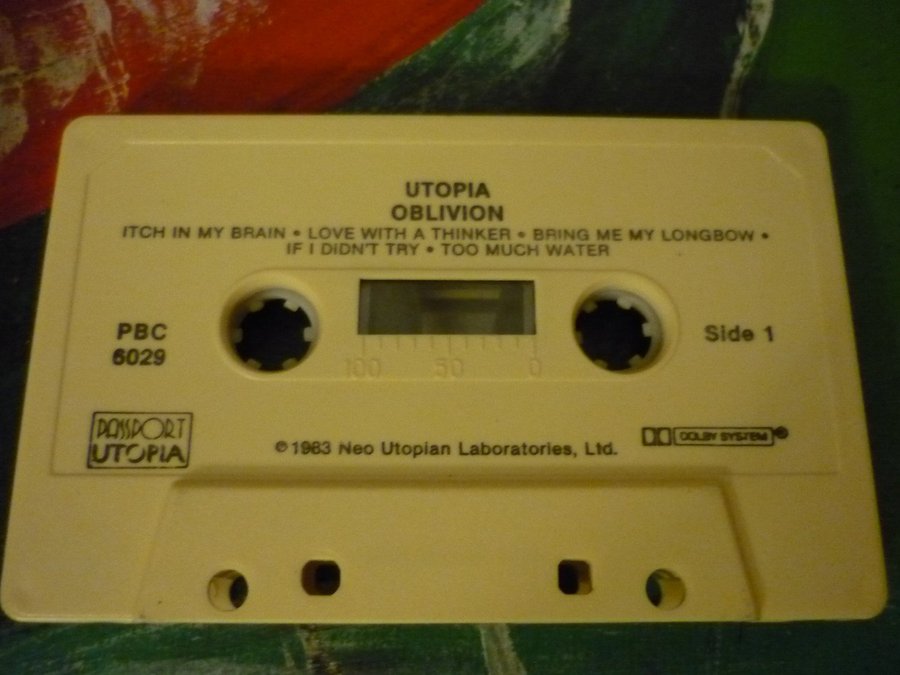 UTOPIA
OBLIVION
ITCH IN MY BRAIN • LOVE WITH A THINKER • BRING ME MY LONGBOW •
IF I DIDN'T TRY • TOO MUCH WATER
PBC
6029
Side 1
100 50 0
PASSPORT
UTOPIA
℗1983 Neo Utopian Laboratories, Ltd.
DOLBY SYSTEM®